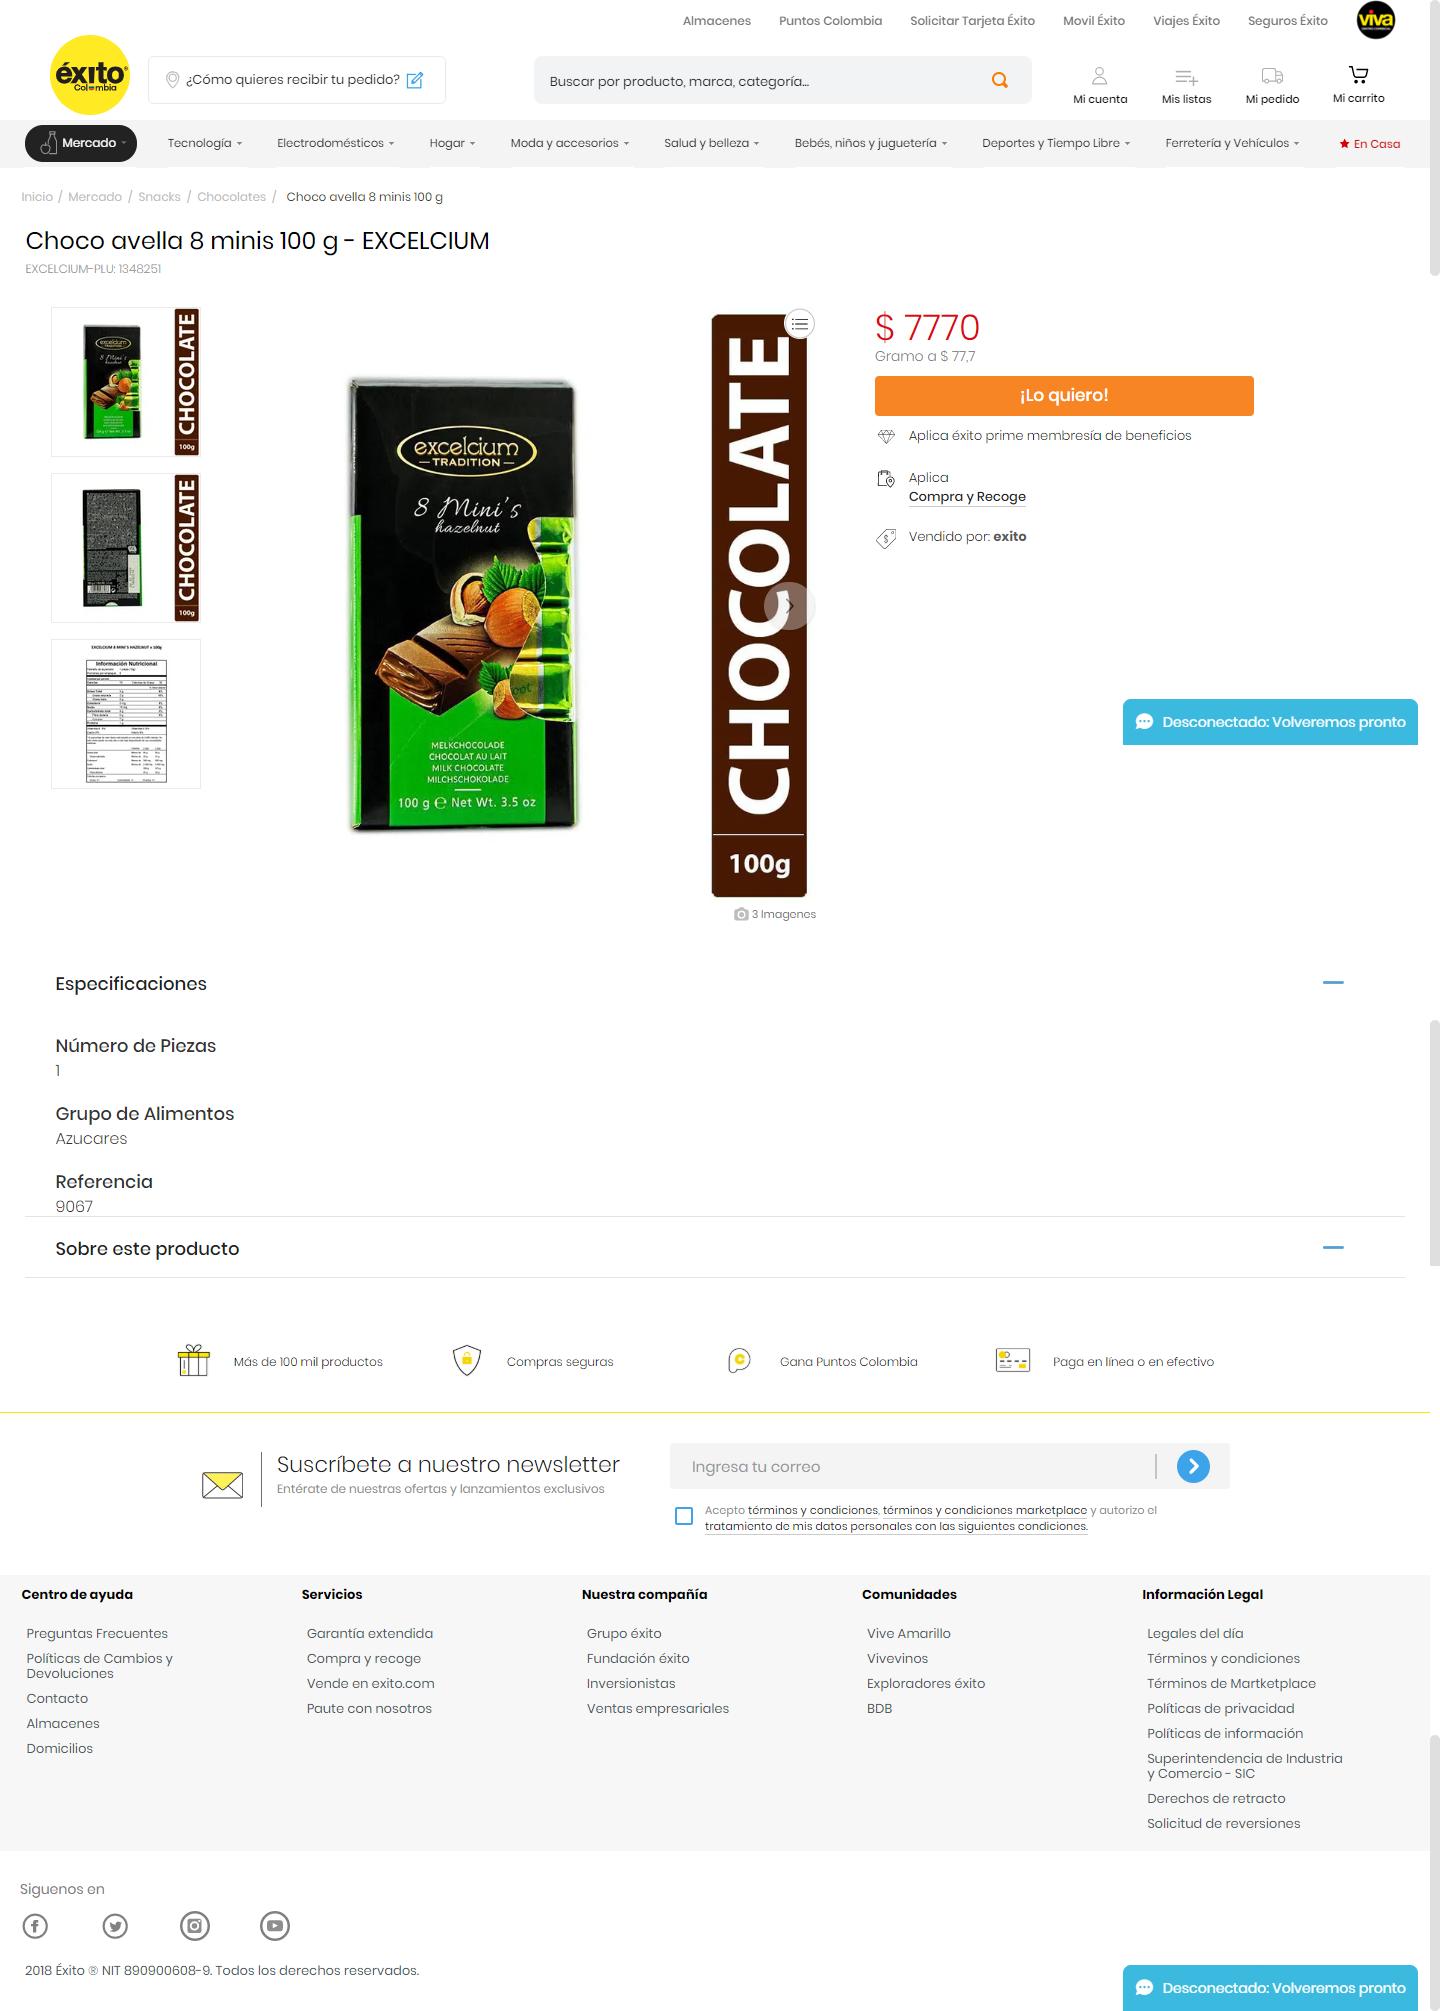 Almacenes
Puntos Colombia
Solicitar Tarjeta Éxito
Movil Éxito
Viajes Éxito
Seguros Éxito
viva
éxito
Colombia
¿Cómo quieres recibir tu pedido?
Buscar por producto, marca, categoría...
Mi cuenta
Mis listas
Mi pedido
Mi carrito
Mercado
Tecnología
Electrodomésticos
Hogar
Moda y accesorios
Salud y belleza
Bebés, niños y juguetería
Deportes y Tiempo Libre
Ferretería y Vehículos
En Casa
Inicio / Mercado / Snacks / Chocolates / Choco avella 8 minis 100 g
Choco avella 8 minis 100 g - EXCELCIUM
EXCELCIUM-PLU: 1348251
excelcium
8 Mini's
hazelnut
CHOCOLATE
100g
CHOCOLATE
100g
EXCELCIUM 8 MINI'S HAZELNUT x 100g
Información Nutricional
excelcium
TRADITION
8 Mini's
hazelnut
MELKCHOCOLADE
CHOCOLAT AU LAIT
MILK CHOCOLATE
MILCHSCHOKOLADE
100 g ℮ Net Wt. 3.5 oz
CHOCOLATE
100g
3 Imagenes
$ 7770
Gramo a $ 77,7
¡Lo quiero!
Aplica éxito prime membresía de beneficios
Aplica
Compra y Recoge
Vendido por: exito
Desconectado: Volveremos pronto
Especificaciones
Número de Piezas
1
Grupo de Alimentos
Azucares
Referencia
9067
Sobre este producto
Más de 100 mil productos
Compras seguras
Gana Puntos Colombia
Paga en línea o en efectivo
Suscríbete a nuestro newsletter
Entérate de nuestras ofertas y lanzamientos exclusivos
Ingresa tu correo
Acepto términos y condiciones, términos y condiciones marketplace y autorizo el
tratamiento de mis datos personales con las siguientes condiciones.
Centro de ayuda
Preguntas Frecuentes
Políticas de Cambios y
Devoluciones
Contacto
Almacenes
Domicilios
Servicios
Garantía extendida
Compra y recoge
Vende en exito.com
Paute con nosotros
Nuestra compañía
Grupo éxito
Fundación éxito
Inversionistas
Ventas empresariales
Comunidades
Vive Amarillo
Vivevinos
Exploradores éxito
BDB
Información Legal
Legales del día
Términos y condiciones
Términos de Martketplace
Políticas de privacidad
Políticas de información
Superintendencia de Industria
y Comercio - SIC
Derechos de retracto
Solicitud de reversiones
Siguenos en
2018 Éxito ® NIT 890900608-9. Todos los derechos reservados.
Desconectado: Volveremos pronto